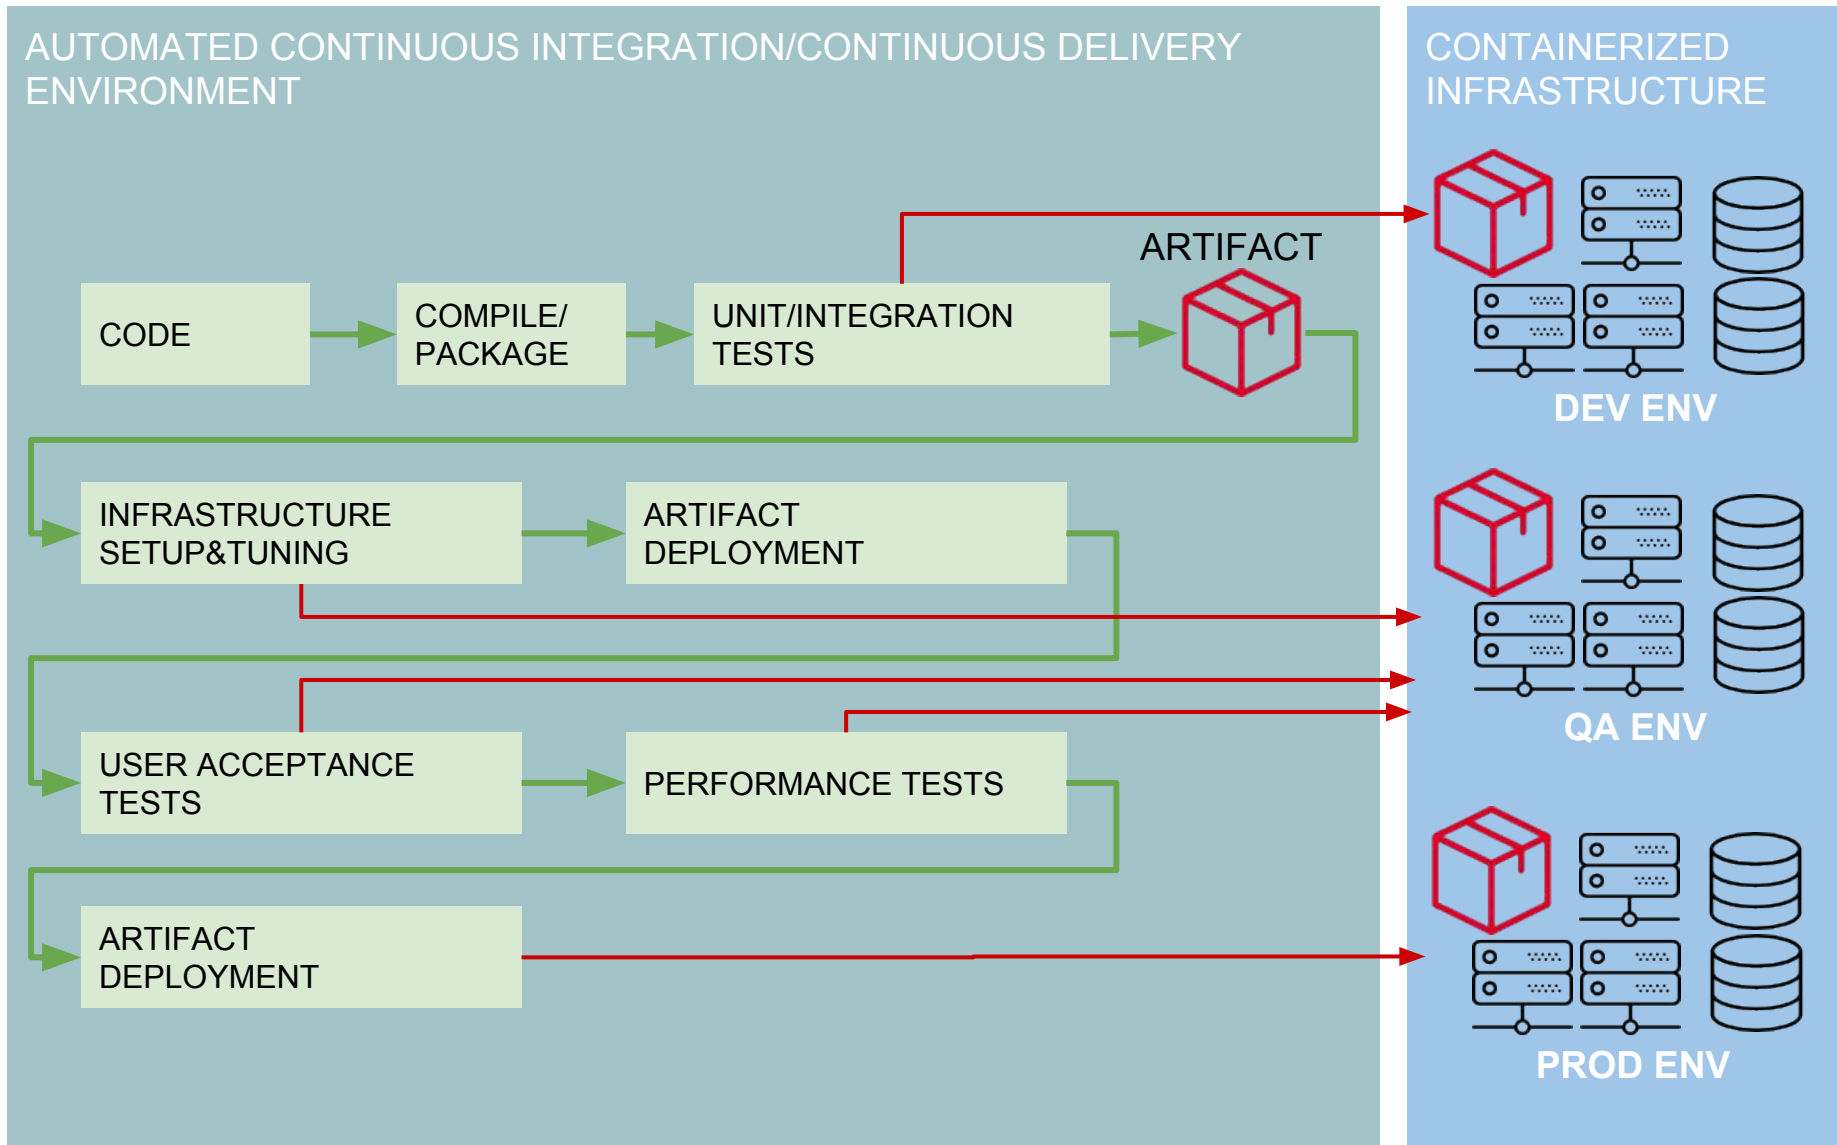 AUTOMATED CONTINUOUS INTEGRATION/CONTINUOUS DELIVERY
ENVIRONMENT
CODE
COMPILE/
PACKAGE
UNIT/INTEGRATION
TESTS
ARTIFACT
INFRASTRUCTURE
SETUP&TUNING
ARTIFACT
DEPLOYMENT
USER ACCEPTANCE
TESTS
PERFORMANCE TESTS
ARTIFACT
DEPLOYMENT
CONTAINERIZED
INFRASTRUCTURE
DEV ENV
QA ENV
PROD ENV